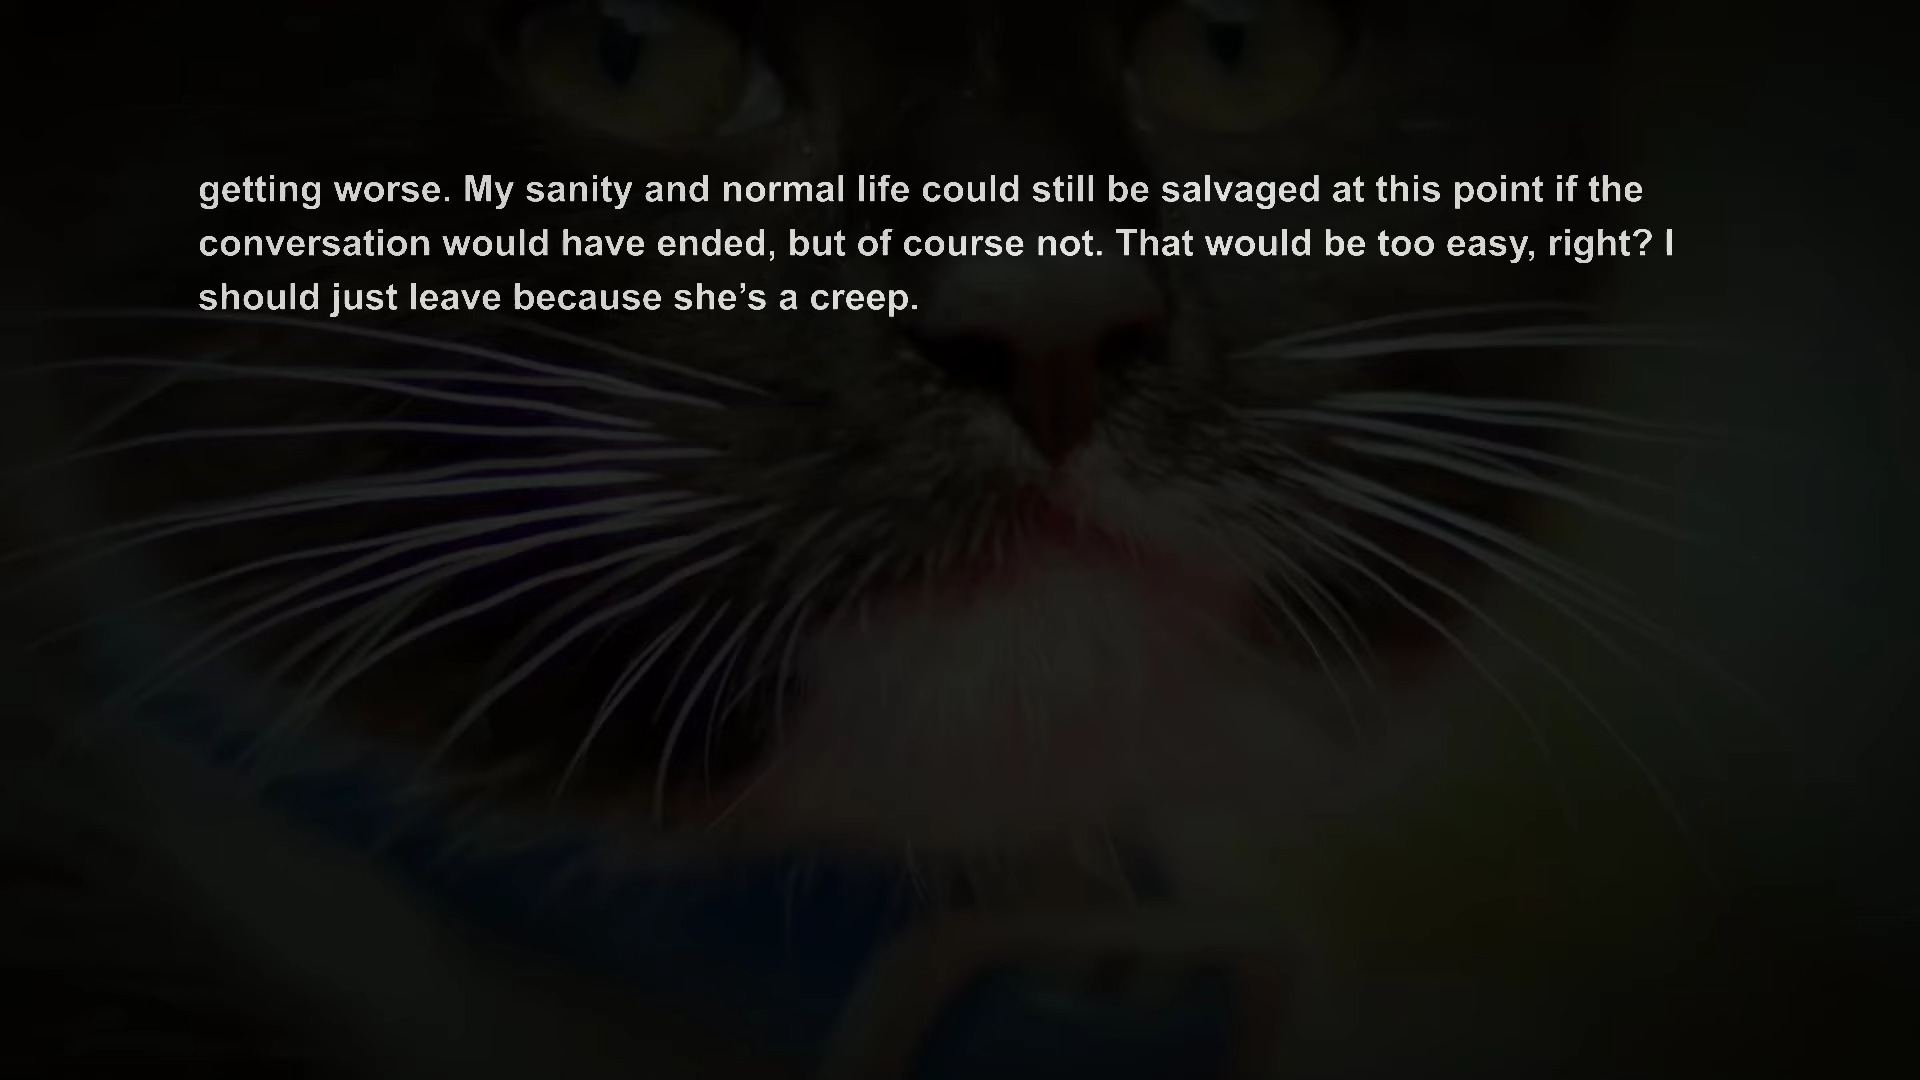 getting worse. My sanity and normal life could still be salvaged at this point if the
conversation would have ended, but of course not. That would be too easy, right? I
should just leave because she’s a creep.